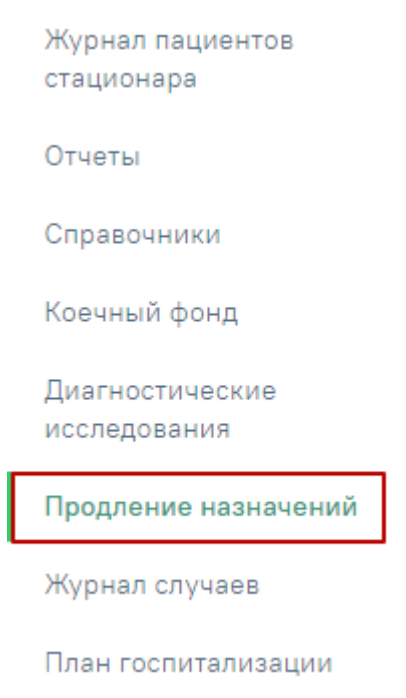 Журнал пациентов
стационара
Отчеты
Справочники
Коечный фонд
Диагностические
исследования
Продление назначений
Журнал случаев
План госпитализации